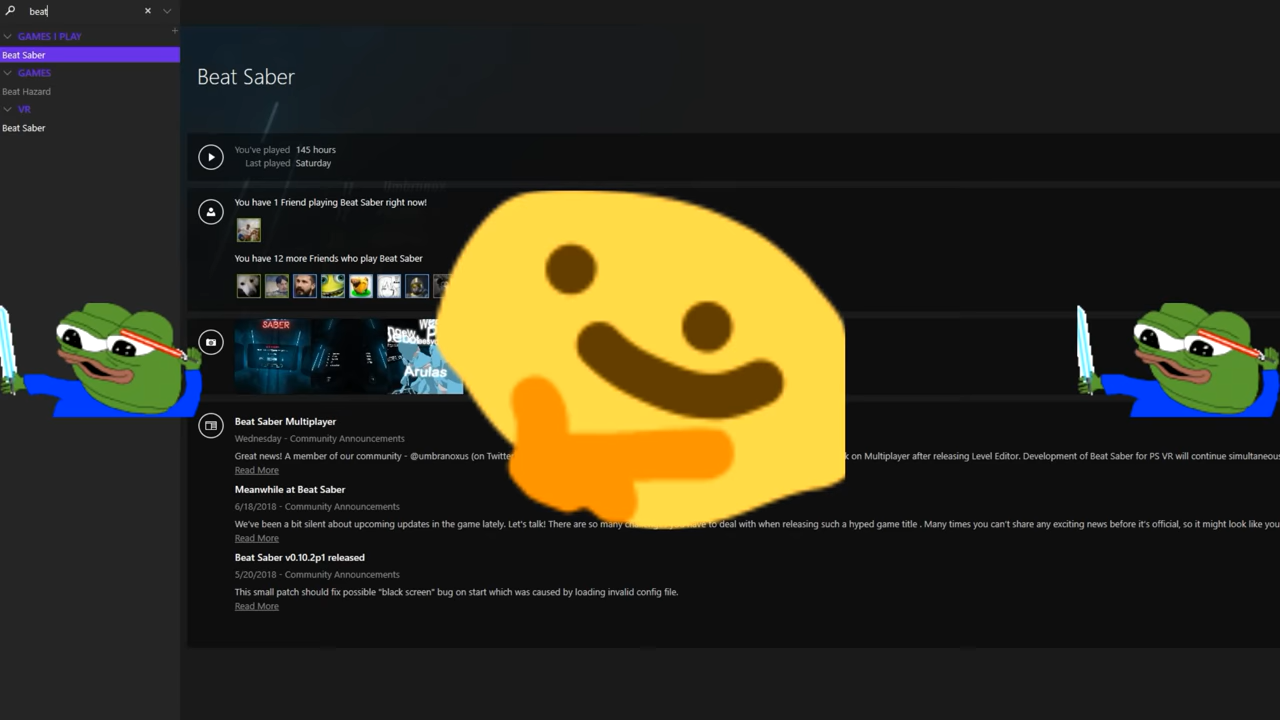 beat
GAMES I PLAY
Beat Saber
GAMES
Beat Hazard
VR
Beat Saber
Beat Saber
You've played 145 hours
Last played Saturday
You have 1 Friend playing Beat Saber right now!
You have 12 more Friends who play Beat Saber
SABER
Arulas
Beat Saber Multiplayer
Wednesday - Community Announcements
Great news! A member of our community - @umbranoxus (on Twitte
k on Multiplayer after releasing Level Editor. Development of Beat Saber for PS VR will continue simultaneous
Read More
Meanwhile at Beat Saber
6/18/2018 - Community Announcements
We've been a bit silent about upcoming updates in the game lately. Let's talk! There are so many have to deal with when releasing such a hyped game title . Many times you can't share any exciting news before it's official, so it might look like you
Read More
Beat Saber v0.10.2p1 released
5/20/2018 - Community Announcements
This small patch should fix possible "black screen" bug on start which was caused by loading invalid config file.
Read More